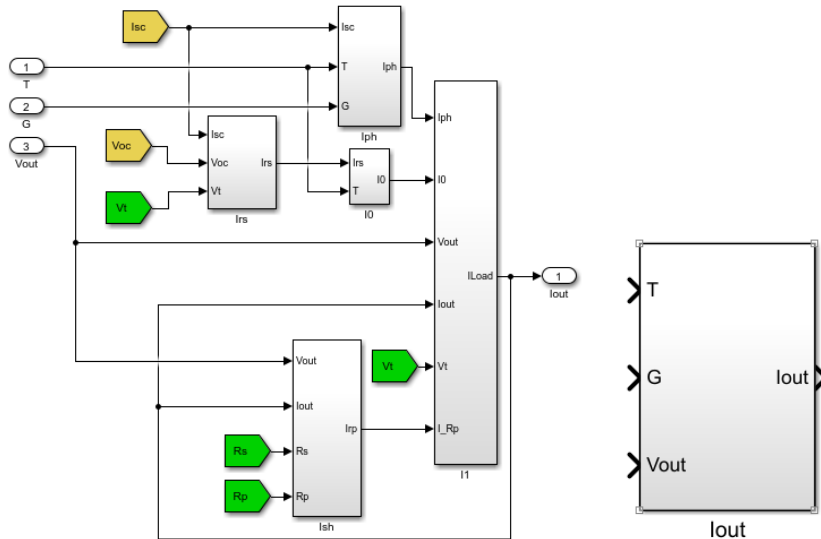 Isc
1
T
2
G
3
Vout
Isc
T
G
Iph
Iph
Voc
Vt
Isc
Voc
Vt
Irs
Irs
Irs
T
I0
I0
Iph
I0
Vout
Iout
Vt
I_Rp
ILoad
I1
1
Iout
Vt
Vout
Iout
Rs
Rp
Irp
Ish
Rs
Rp
T
G
Vout
Iout
Iout